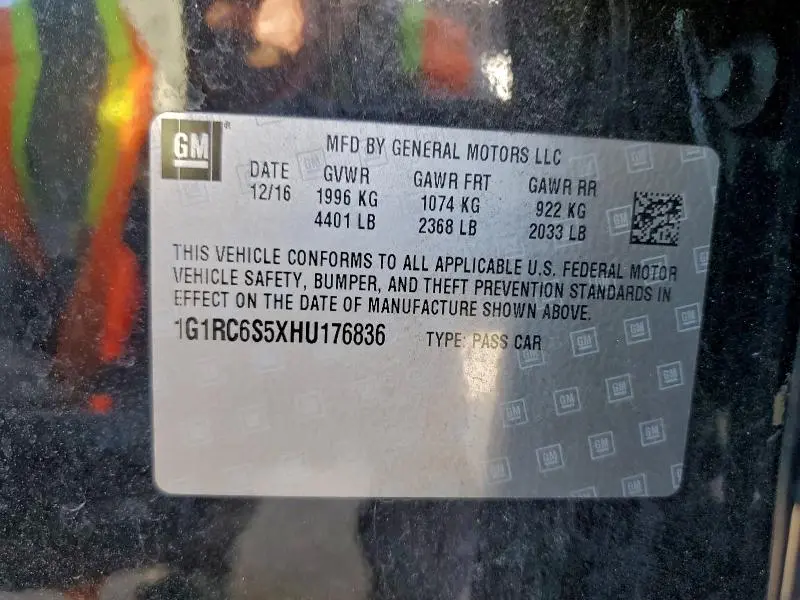 GM
MFD BY GENERAL MOTORS LLC
DATE GVWR GAWR FRT GAWR RR
12/16 1996 KG 1074 KG 922 KG
4401 LB 2368 LB 2033 LB
THIS VEHICLE CONFORMS TO ALL APPLICABLE U.S. FEDERAL MOTOR
VEHICLE SAFETY, BUMPER, AND THEFT PREVENTION STANDARDS IN
EFFECT ON THE DATE OF MANUFACTURE SHOWN ABOVE.
1G1RC6S5XHU176836 TYPE: PASS CAR